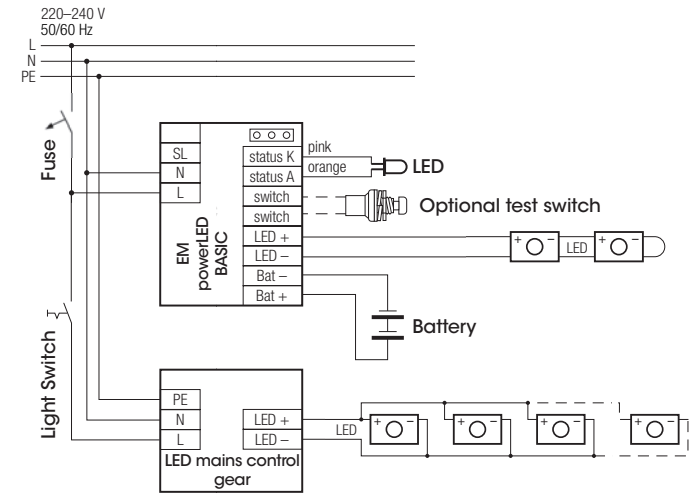 220–240 V
50/60 Hz
L
N
PE
Fuse
SL
N
L
EM
powerLED
BASIC
status K
status A
switch
switch
LED +
LED –
Bat –
Bat +
pink
orange
LED
Optional test switch
+ –
LED
+ –
Battery
Light Switch
PE
N
L
LED +
LED –
LED mains control
gear
LED
+ –
+ –
+ –
+ –